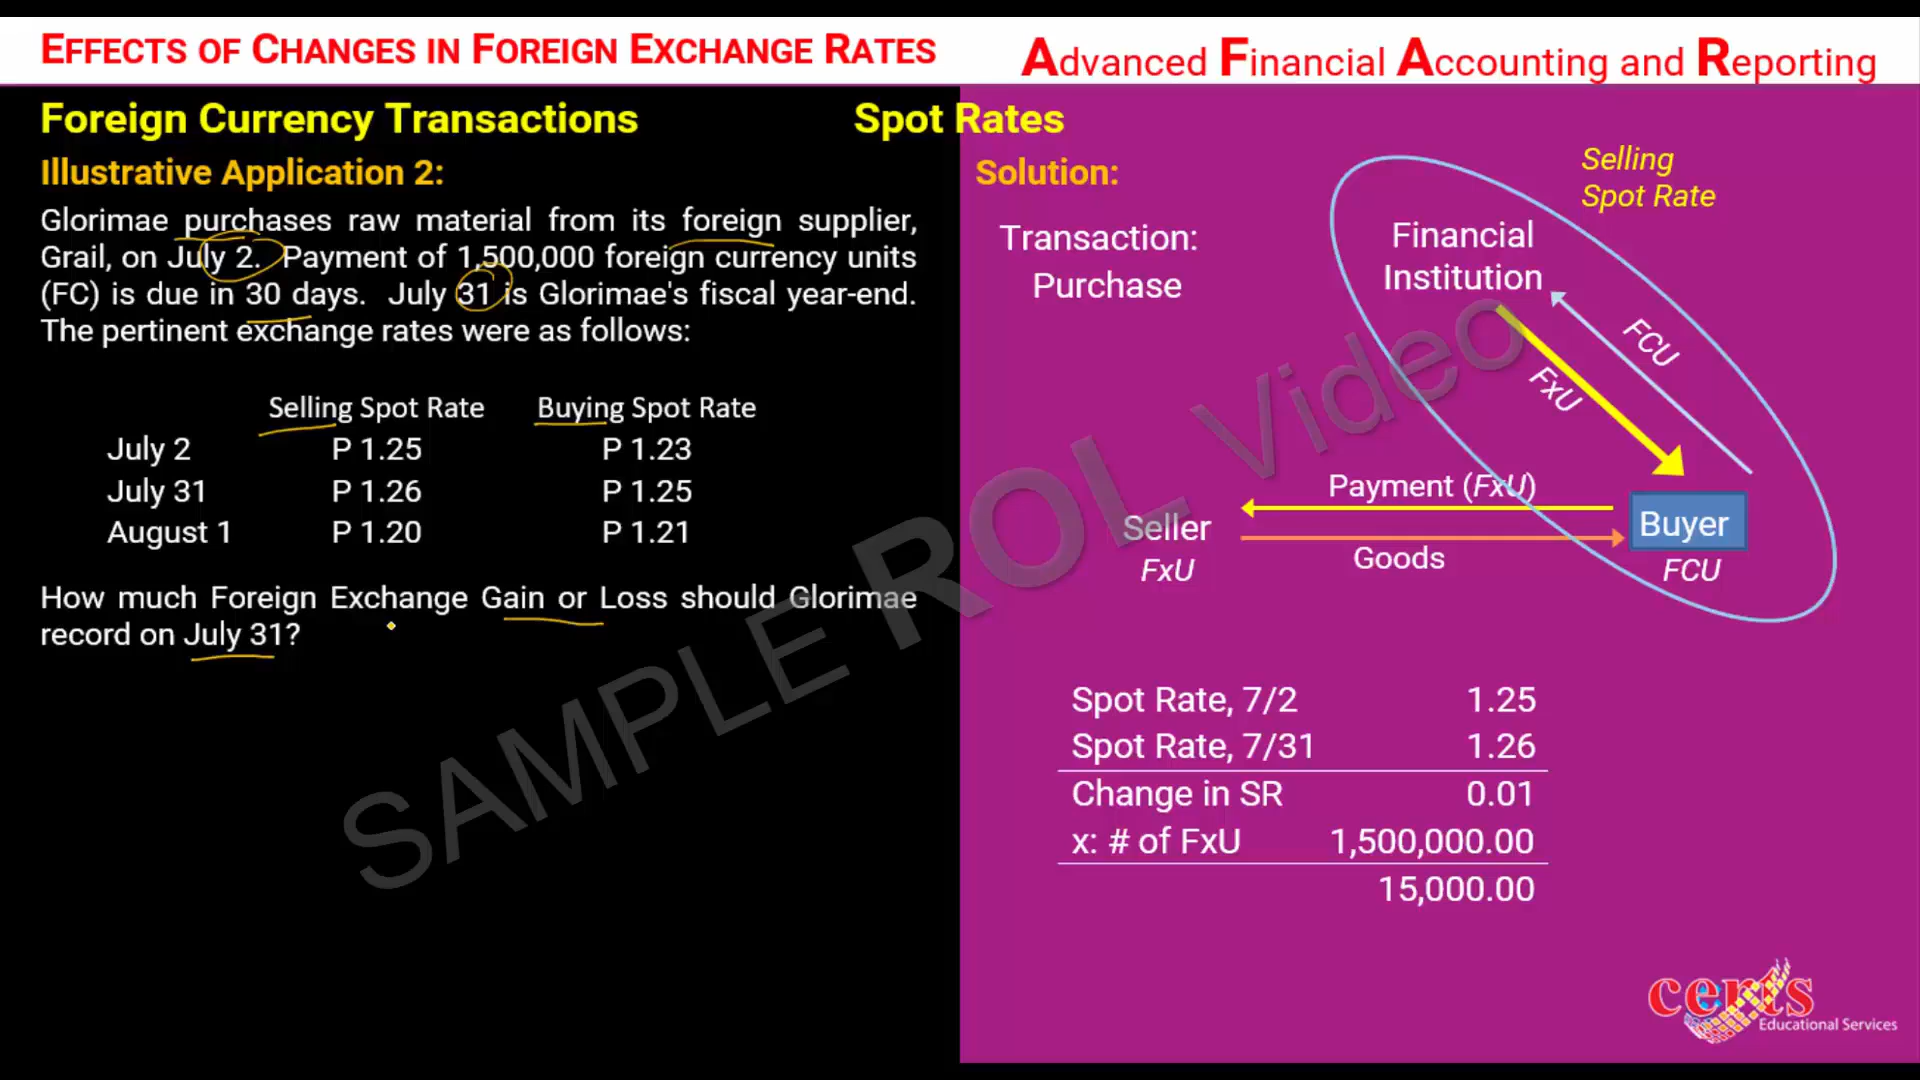 EFFECTS OF CHANGES IN FOREIGN EXCHANGE RATES
Advanced Financial Accounting and Reporting
Foreign Currency Transactions
Spot Rates
Illustrative Application 2:
Glorimae purchases raw material from its foreign supplier,
Grail, on July 2. Payment of 1,500,000 foreign currency units
(FC) is due in 30 days. July 31 is Glorimae's fiscal year-end.
The pertinent exchange rates were as follows:
Selling Spot Rate Buying Spot Rate
July 2 P 1.25 P 1.23
July 31 P 1.26 P 1.25
August 1 P 1.20 P 1.21
How much Foreign Exchange Gain or Loss should Glorimae
record on July 31?
Solution:
Transaction:
Purchase
Selling
Spot Rate
Financial
Institution
FCU
FxU
Payment (FxU)
Seller
FxU
Goods
Buyer
FCU
Spot Rate, 7/2 1.25
Spot Rate, 7/31 1.26
Change in SR 0.01
x: # of FxU 1,500,000.00
15,000.00
SAMPLE ROL Video
certs
Educational Services